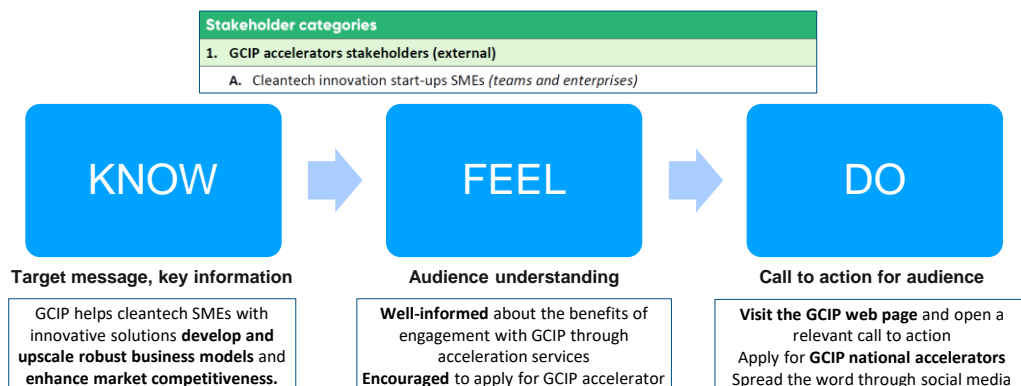 Stakeholder categories
1. GCIP accelerators stakeholders (external)
A. Cleantech innovation start-ups SMEs (teams and enterprises)
KNOW
FEEL
DO
Target message, key information
Audience understanding
Call to action for audience
GCIP helps cleantech SMEs with
innovative solutions develop and
upscale robust business models and
enhance market competitiveness.
Well-informed about the benefits of
engagement with GCIP through
acceleration services
Encouraged to apply for GCIP accelerator
Visit the GCIP web page and open a
relevant call to action
Apply for GCIP national accelerators
Spread the word through social media